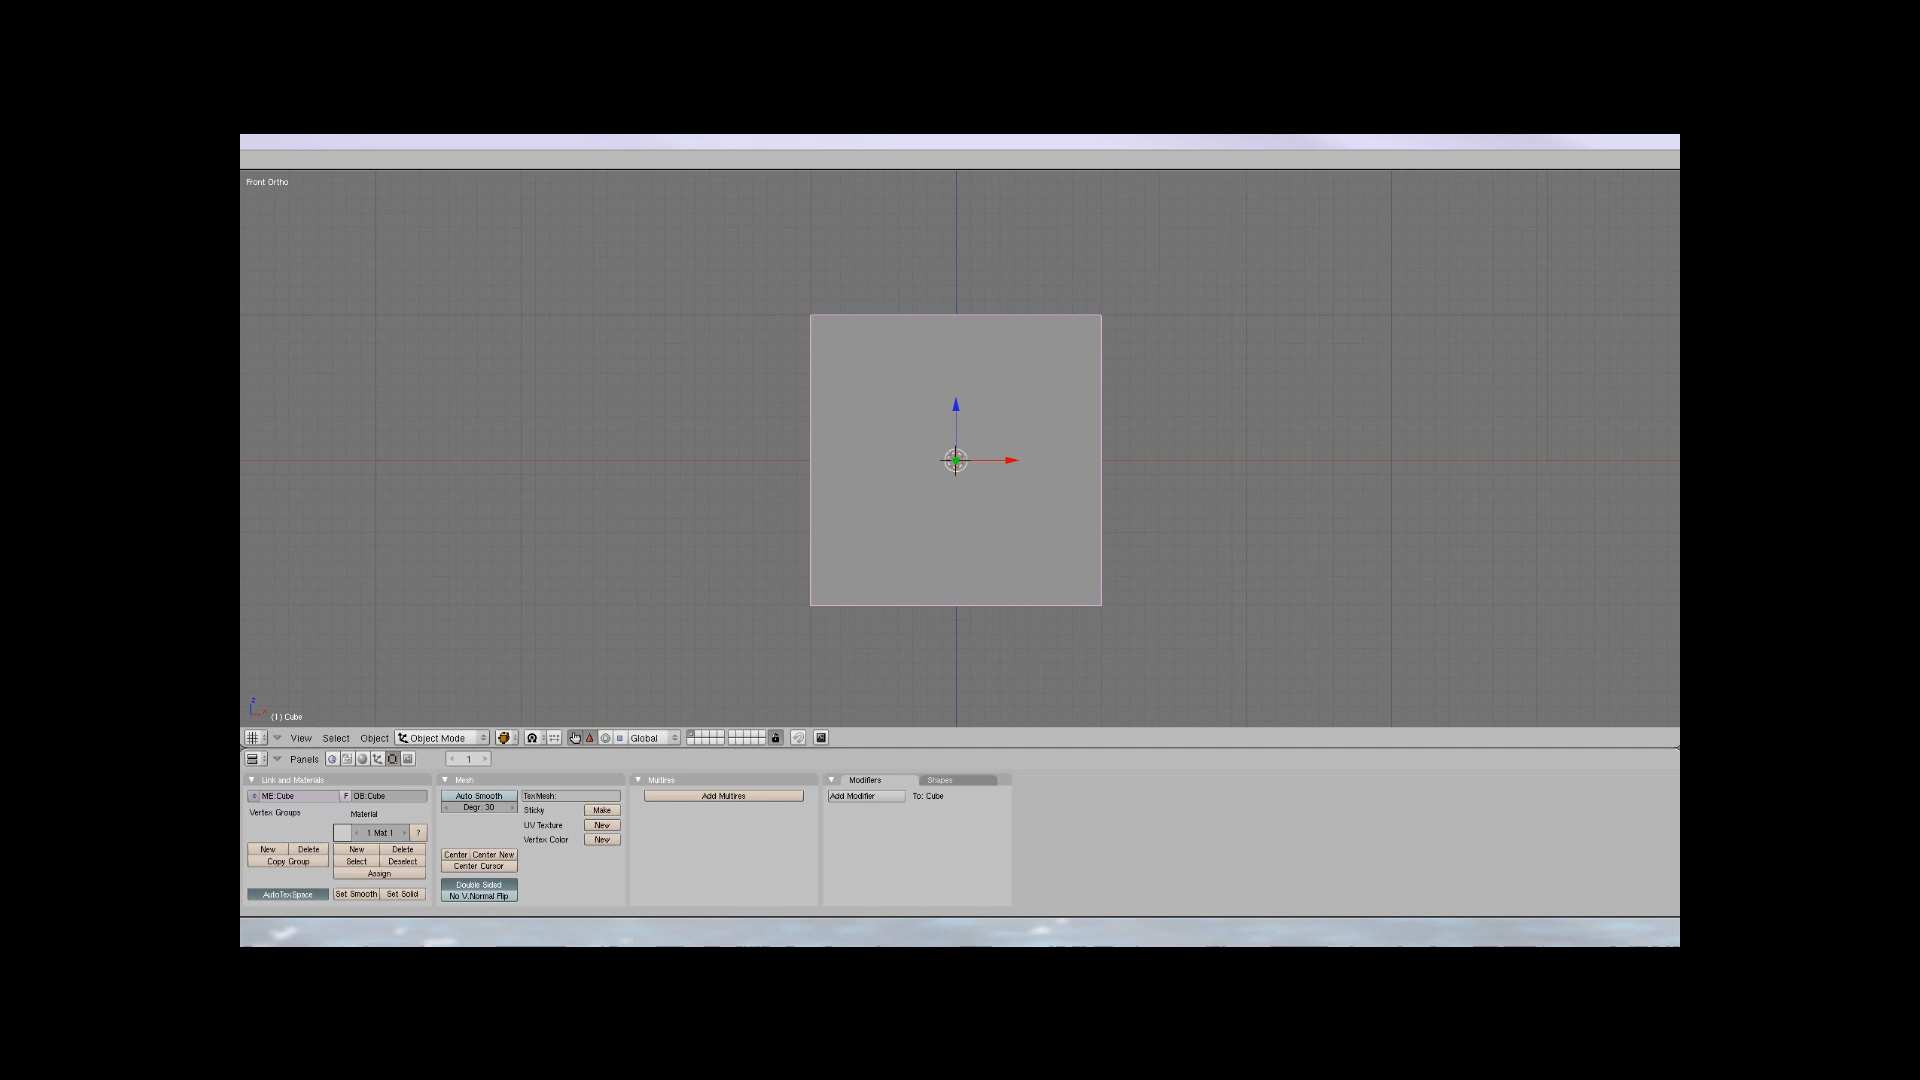 Front Ortho
z
x
(1) Cube
View Select Object Object Mode Global
Panels 1
Link and Materials Mesh Multires Modifiers Shapes
ME:Cube F OB:Cube Auto Smooth TexMesh: Add Multires Add Modifier To: Cube
Degr: 30
Vertex Groups Material Sticky Make
UV Texture New
1 Mat 1 ? Vertex Color New
New Delete New Delete
Copy Group Select Deselect Center Center New
Assign Center Cursor
AutoTexSpace Set Smooth Set Solid Double Sided
No V.Normal Flip